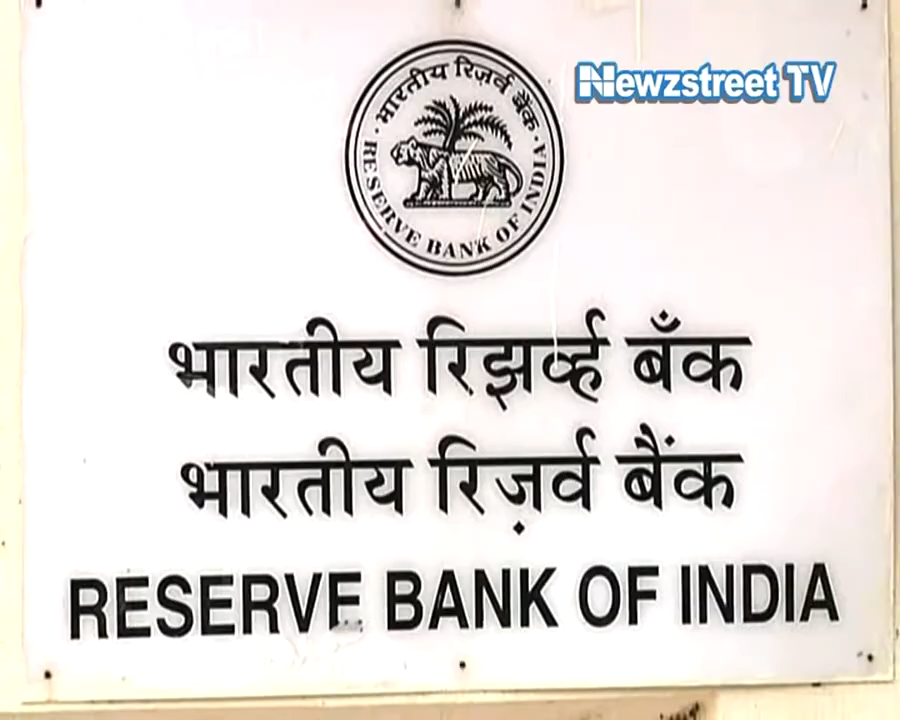 Newzstreet TV
भारतीय रिज़र्व बैंक
RESERVE BANK OF INDIA
भारतीय रिझर्व्ह बँक
भारतीय रिज़र्व बैंक
RESERVE BANK OF INDIA